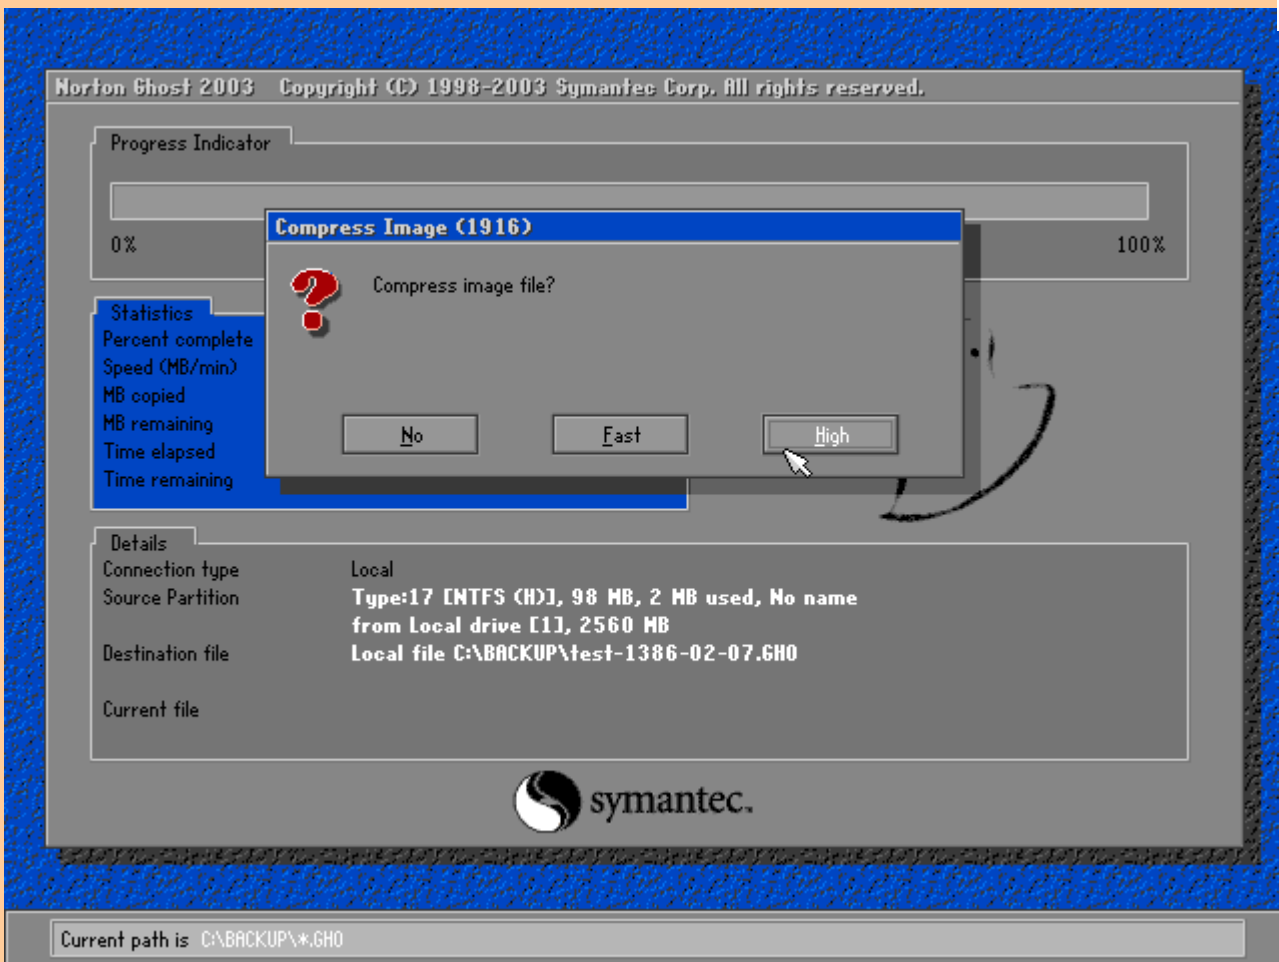 Norton Ghost 2003   Copyright (C) 1998-2003 Symantec Corp. All rights reserved.
Progress Indicator
0%
100%
Compress Image (1916)
Compress image file?
No
Fast
High
Statistics
Percent complete
Speed (MB/min)
MB copied
MB remaining
Time elapsed
Time remaining
Details
Connection type Local
Source Partition Type:17 [NTFS (H)], 98 MB, 2 MB used, No name
from Local drive [1], 2560 MB
Destination file Local file C:\BACKUP\test-1386-02-07.GHO
Current file
symantec.
Current path is C:\BACKUP\*.GHO